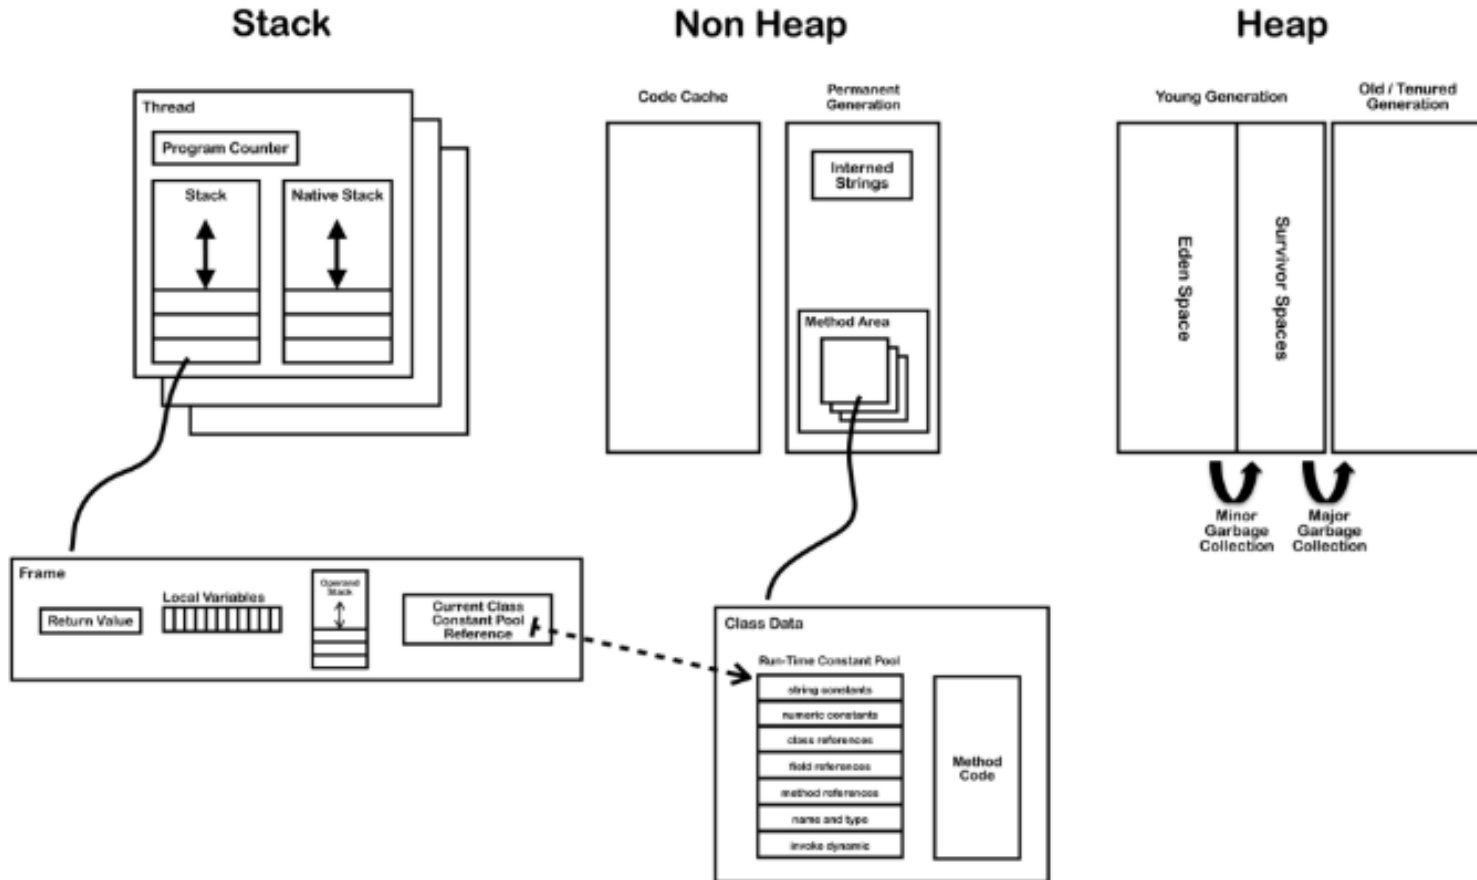 Stack
Non Heap
Heap
Thread
Program Counter
Stack
Native Stack
Code Cache
Permanent
Generation
Interned
Strings
Method Area
Young Generation
Old / Tenured
Generation
Eden Space
Survivor Spaces
Minor
Garbage
Collection
Major
Garbage
Collection
Frame
Return Value
Local Variables
Operand
Stack
Current Class
Constant Pool
Reference
Class Data
Run-Time Constant Pool
string constants
numeric constants
class references
field references
method references
name and type
invoke dynamic
Method
Code